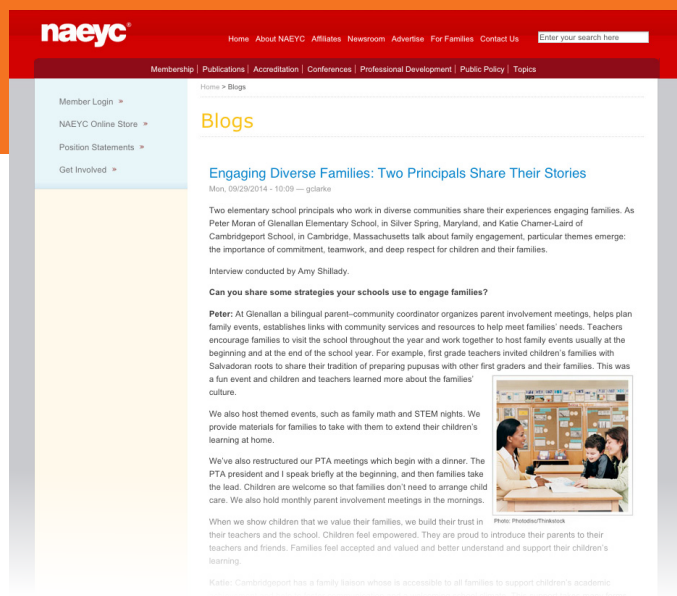 naeyc®
Home About NAEYC Affiliates Newsroom Advertise For Families Contact Us Enter your search here
Membership | Publications | Accreditation | Conferences | Professional Development | Public Policy | Topics
Member Login »
NAEYC Online Store »
Position Statements »
Get Involved »
Home > Blogs
Blogs
Engaging Diverse Families: Two Principals Share Their Stories
Mon, 09/29/2014 - 10:09 — gclarke
Two elementary school principals who work in diverse communities share their experiences engaging families. As
Peter Moran of Glenallan Elementary School, in Silver Spring, Maryland, and Katie Charner-Laird of
Cambridgeport School, in Cambridge, Massachusetts talk about family engagement, particular themes emerge:
the importance of commitment, teamwork, and deep respect for children and their families.
Interview conducted by Amy Shillady.
Can you share some strategies your schools use to engage families?
Peter: At Glenallan a bilingual parent–community coordinator organizes parent involvement meetings, helps plan
family events, establishes links with community services and resources to help meet families' needs. Teachers
encourage families to visit the school throughout the year and work together to host family events usually at the
beginning and at the end of the school year. For example, first grade teachers invited children's families with
Salvadoran roots to share their tradition of preparing pupusas with other first graders and their families. This was
a fun event and children and teachers learned more about the families'
culture.
We also host themed events, such as family math and STEM nights. We
provide materials for families to take with them to extend their children's
learning at home.
We've also restructured our PTA meetings which begin with a dinner. The
PTA president and I speak briefly at the beginning, and then families take
the lead. Children are welcome so that families don't need to arrange child
care. We also hold monthly parent involvement meetings in the mornings.
Photo: Photodisc/Thinkstock
When we show children that we value their families, we build their trust in
their teachers and the school. Children feel empowered. They are proud to introduce their parents to their
teachers and friends. Families feel accepted and valued and better understand and support their children's
learning.
Katie: Cambridgeport has a family liaison whose is accessible to all families to support children's academic